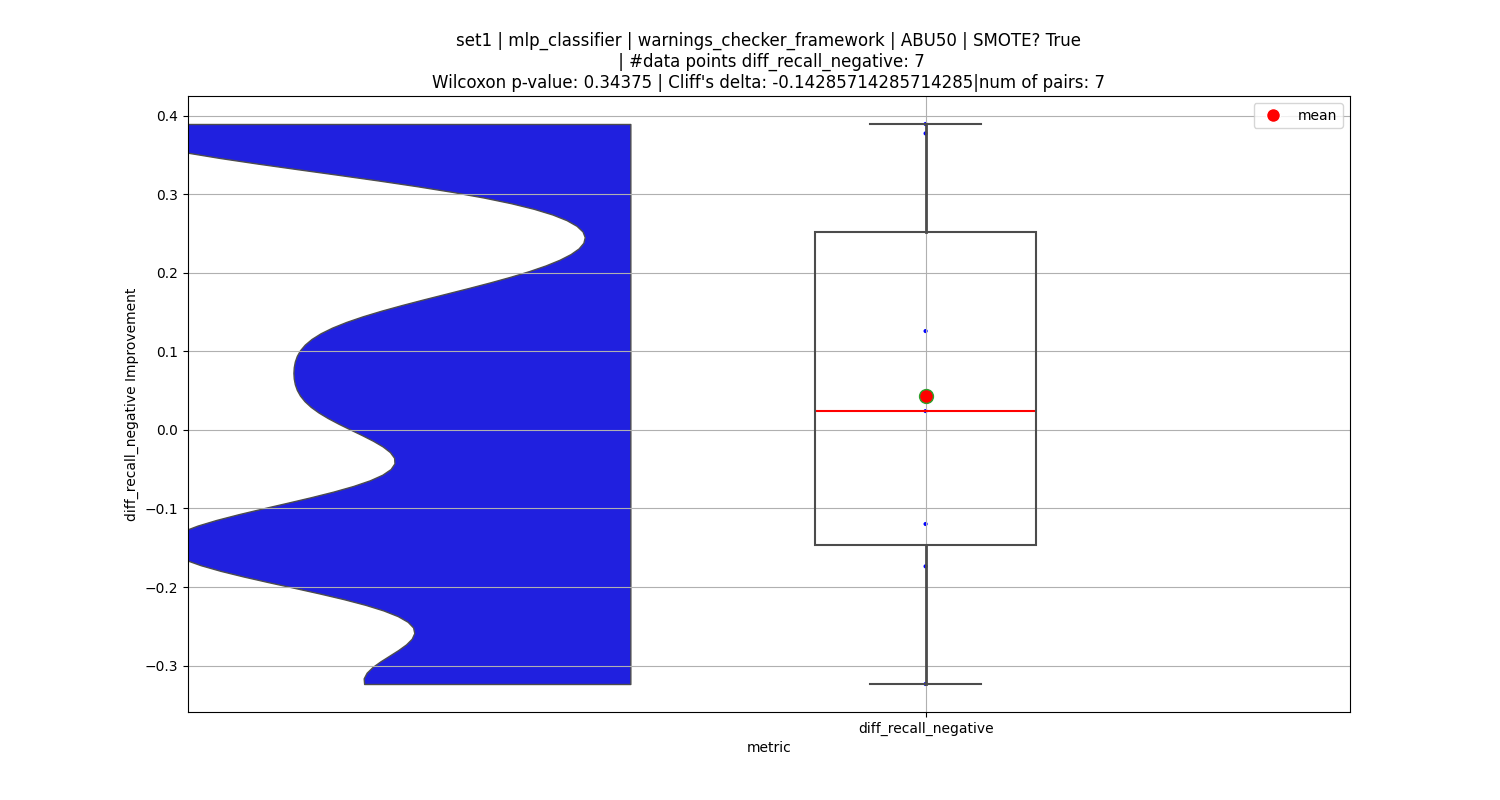 set1 | mlp_classifier | warnings_checker_framework | ABU50 | SMOTE? True
| #data points diff_recall_negative: 7
Wilcoxon p-value: 0.34375 | Cliff's delta: -0.14285714285714285|num of pairs: 7
mean
0.4
0.3
0.2
0.1
0.0
−0.1
−0.2
−0.3
diff_recall_negative Improvement
diff_recall_negative
metric